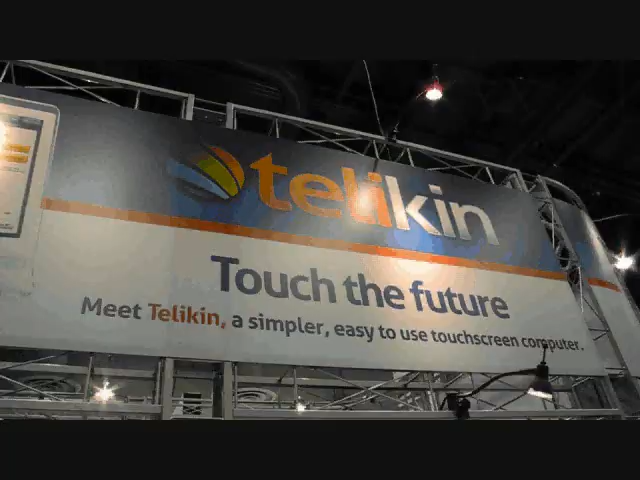 telikin
Touch the future
Meet Telikin, a simpler, easy to use touchscreen computer.